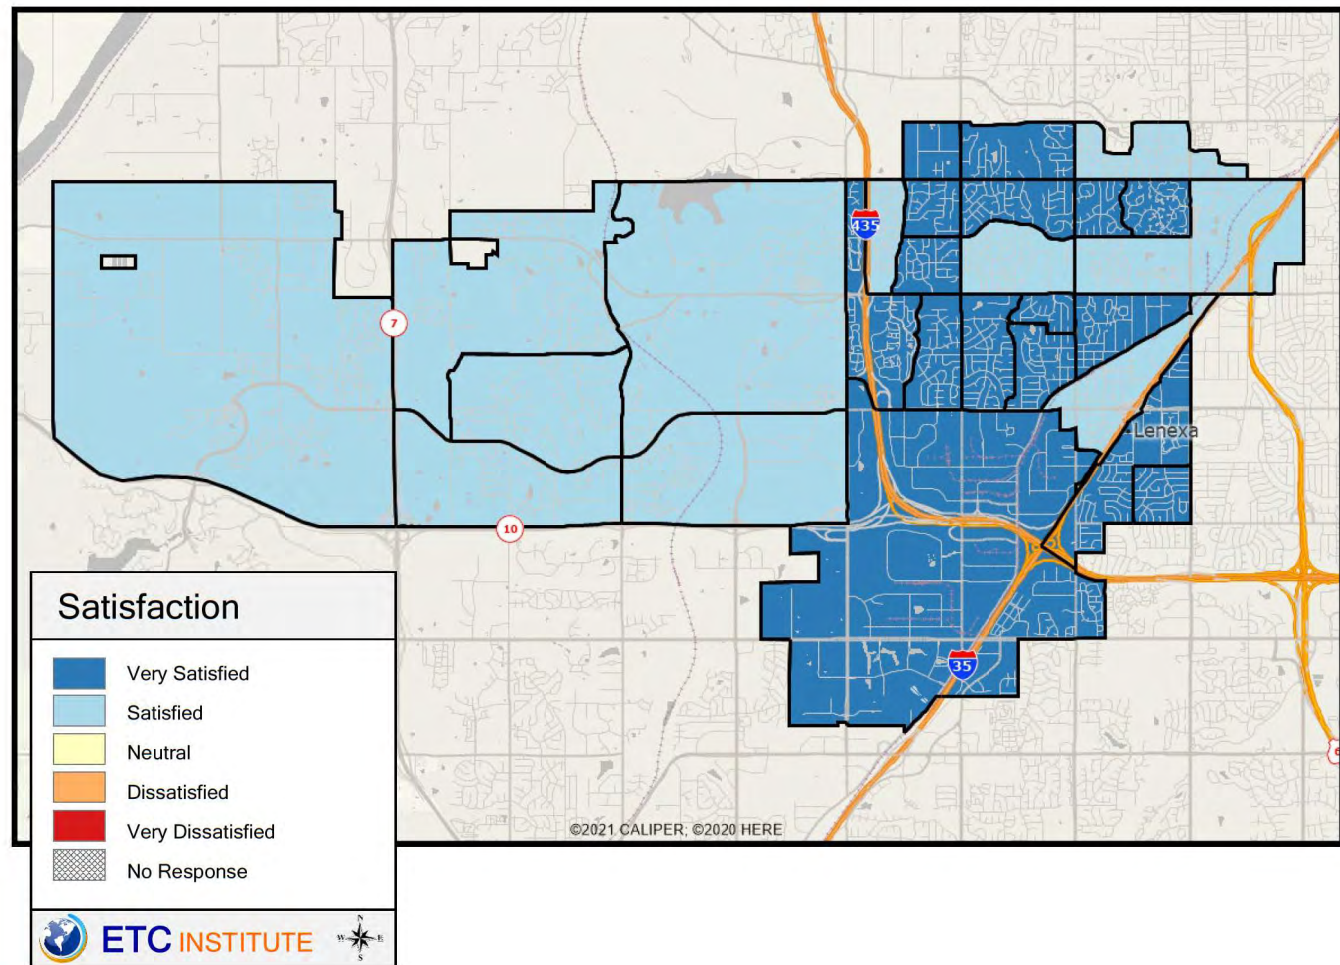 435
7
Lenexa
10
35
6
©2021 CALIPER; ©2020 HERE
Satisfaction
Very Satisfied
Satisfied
Neutral
Dissatisfied
Very Dissatisfied
No Response
ETC INSTITUTE
N
W E
S